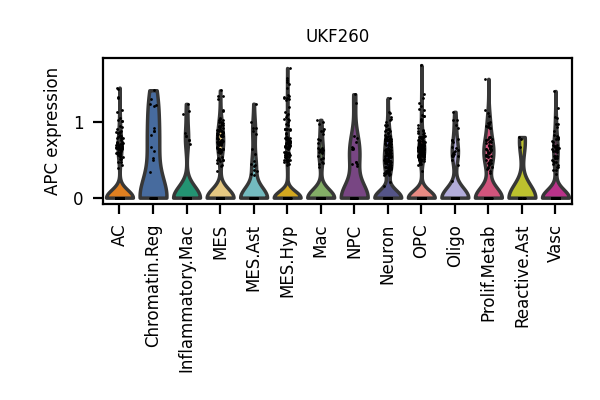 UKF260
APC expression
1
0
AC
Chromatin.Reg
Inflammatory.Mac
MES
MES.Ast
MES.Hyp
Mac
NPC
Neuron
OPC
Oligo
Prolif.Metab
Reactive.Ast
Vasc